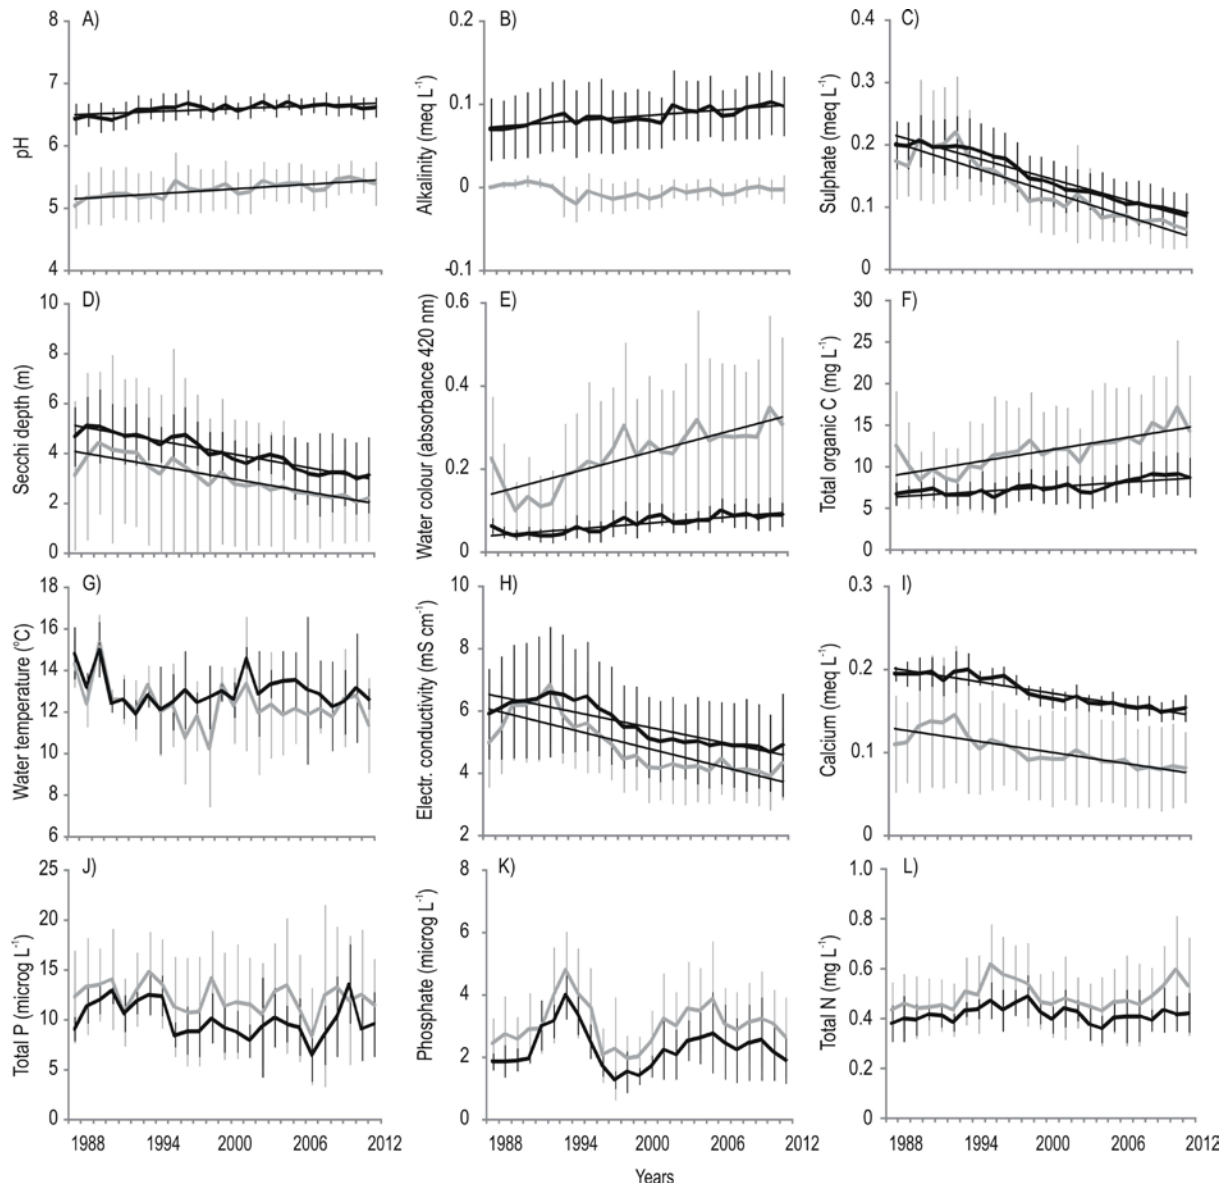 A)
pH
8
7
6
5
4
B)
Alkalinity (meq L-1)
0.2
0.1
0
-0.1
C)
Sulphate (meq L-1)
0.4
0.3
0.2
0.1
0
D)
Secchi depth (m)
10
8
6
4
2
0
E)
Water colour (absorbance 420 nm)
0.6
0.4
0.2
0
F)
Total organic C (mg L-1)
30
25
20
15
10
5
0
G)
Water temperature (°C)
18
16
14
12
10
8
6
H)
Electr. conductivity (mS cm-1)
10
8
6
4
2
I)
Calcium (meq L-1)
0.3
0.2
0.1
0
J)
Total P (microg L-1)
25
20
15
10
5
0
1988 1994 2000 2006 2012
K)
Phosphate (microg L-1)
8
6
4
2
0
1988 1994 2000 2006 2012
L)
Total N (mg L-1)
1.0
0.8
0.6
0.4
0.2
0.0
1988 1994 2000 2006 2012
Years